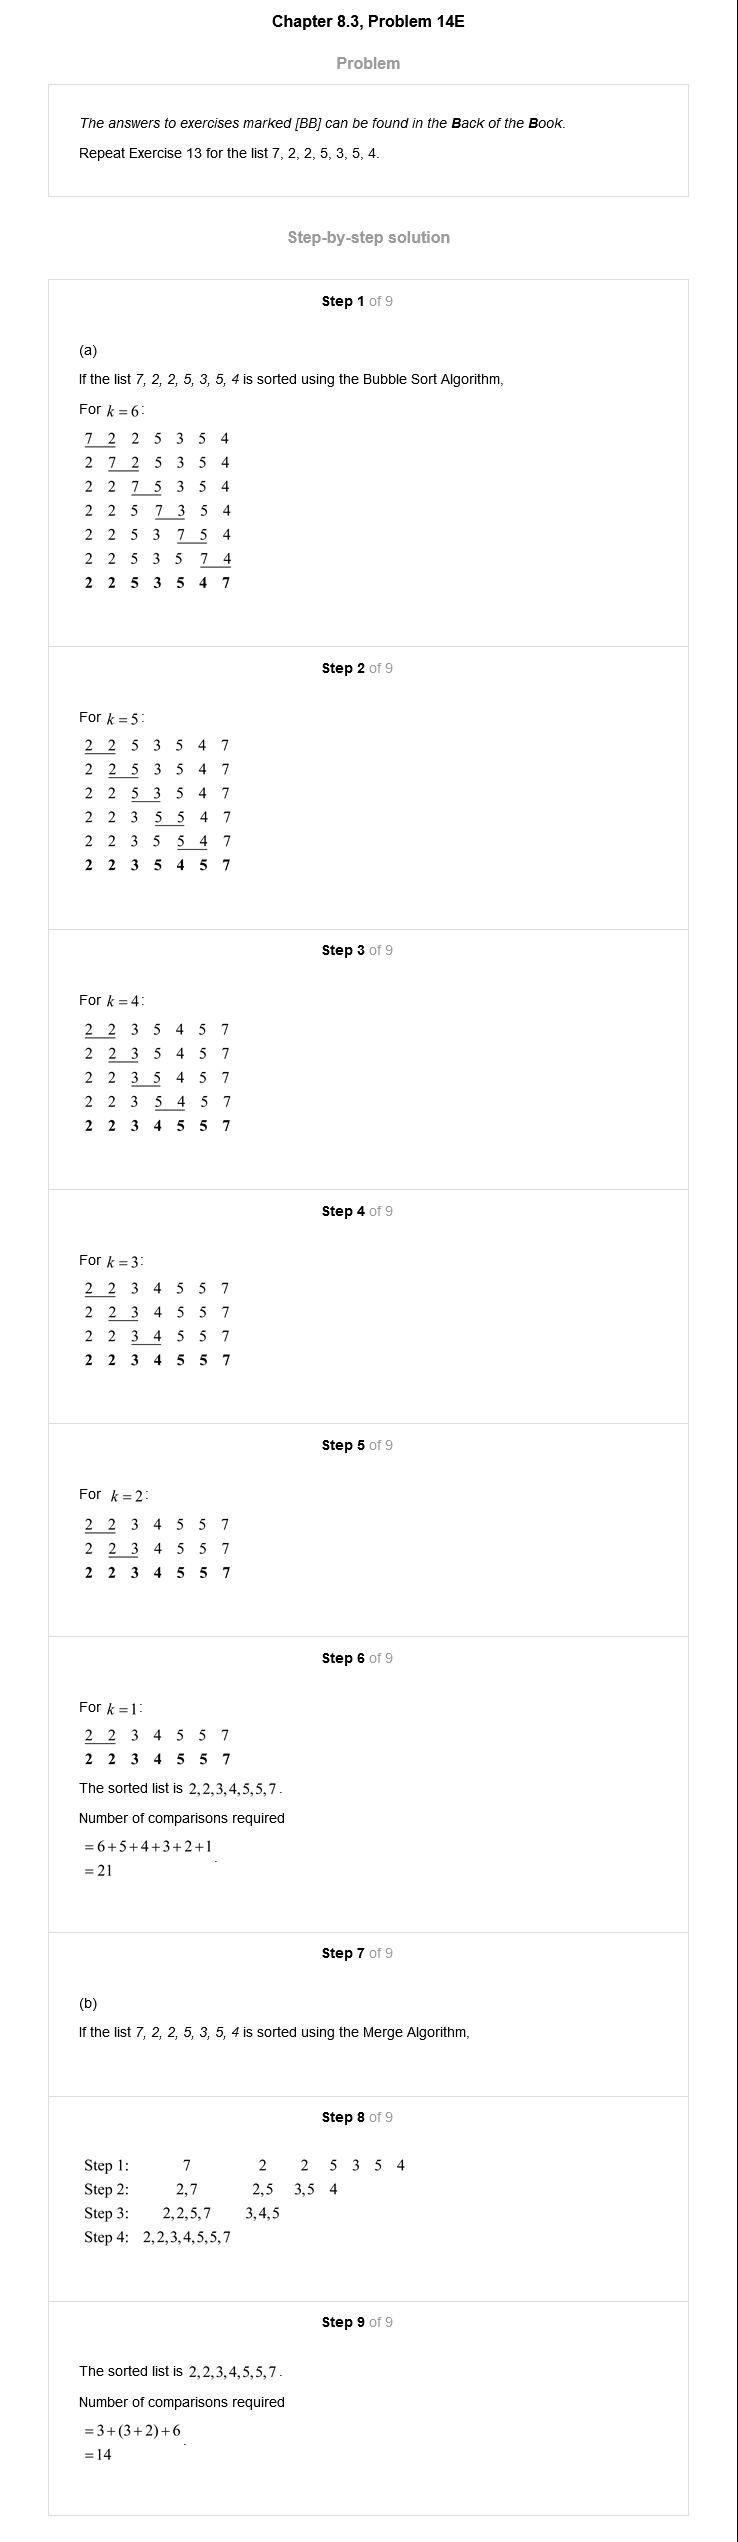 Chapter 8.3, Problem 14E
Problem
The answers to exercises marked [BB] can be found in the Back of the Book.
Repeat Exercise 13 for the list 7, 2, 2, 5, 3, 5, 4.
Step-by-step solution
Step 1 of 9
(a)
If the list 7, 2, 2, 5, 3, 5, 4 is sorted using the Bubble Sort Algorithm,
For k = 6:
7 2 2 5 3 5 4
2 7 2 5 3 5 4
2 2 7 5 3 5 4
2 2 5 7 3 5 4
2 2 5 3 7 5 4
2 2 5 3 5 7 4
2 2 5 3 5 4 7
Step 2 of 9
For k = 5:
2 2 5 3 5 4 7
2 2 5 3 5 4 7
2 2 5 3 5 4 7
2 2 3 5 5 4 7
2 2 3 5 5 4 7
2 2 3 5 4 5 7
Step 3 of 9
For k = 4:
2 2 3 5 4 5 7
2 2 3 5 4 5 7
2 2 3 5 4 5 7
2 2 3 5 4 5 7
2 2 3 4 5 5 7
Step 4 of 9
For k = 3:
2 2 3 4 5 5 7
2 2 3 4 5 5 7
2 2 3 4 5 5 7
2 2 3 4 5 5 7
Step 5 of 9
For k = 2:
2 2 3 4 5 5 7
2 2 3 4 5 5 7
2 2 3 4 5 5 7
Step 6 of 9
For k = 1:
2 2 3 4 5 5 7
2 2 3 4 5 5 7
The sorted list is 2,2,3,4,5,5,7.
Number of comparisons required
= 6+5+4+3+2+1
= 21.
Step 7 of 9
(b)
If the list 7, 2, 2, 5, 3, 5, 4 is sorted using the Merge Algorithm,
Step 8 of 9
Step 1: 7 2 2 5 3 5 4
Step 2: 2,7 2,5 3,5 4
Step 3: 2,2,5,7 3,4,5
Step 4: 2,2,3,4,5,5,7
Step 9 of 9
The sorted list is 2,2,3,4,5,5,7.
Number of comparisons required
= 3+(3+2)+6
= 14.